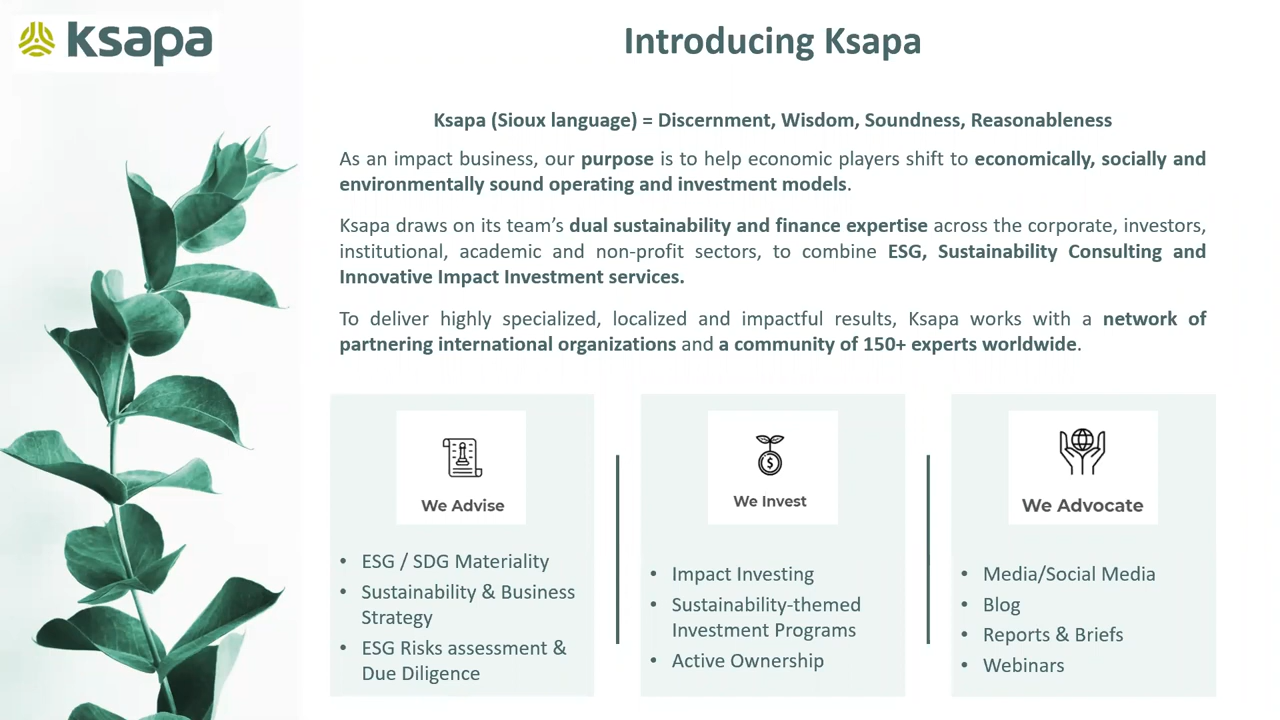 ksapa
Introducing Ksapa
Ksapa (Sioux language) = Discernment, Wisdom, Soundness, Reasonableness
As an impact business, our purpose is to help economic players shift to economically, socially and
environmentally sound operating and investment models.
Ksapa draws on its team’s dual sustainability and finance expertise across the corporate, investors,
institutional, academic and non-profit sectors, to combine ESG, Sustainability Consulting and
Innovative Impact Investment services.
To deliver highly specialized, localized and impactful results, Ksapa works with a network of
partnering international organizations and a community of 150+ experts worldwide.
We Advise
• ESG / SDG Materiality
• Sustainability & Business
Strategy
• ESG Risks assessment &
Due Diligence
$
We Invest
• Impact Investing
• Sustainability-themed
Investment Programs
• Active Ownership
We Advocate
• Media/Social Media
• Blog
• Reports & Briefs
• Webinars